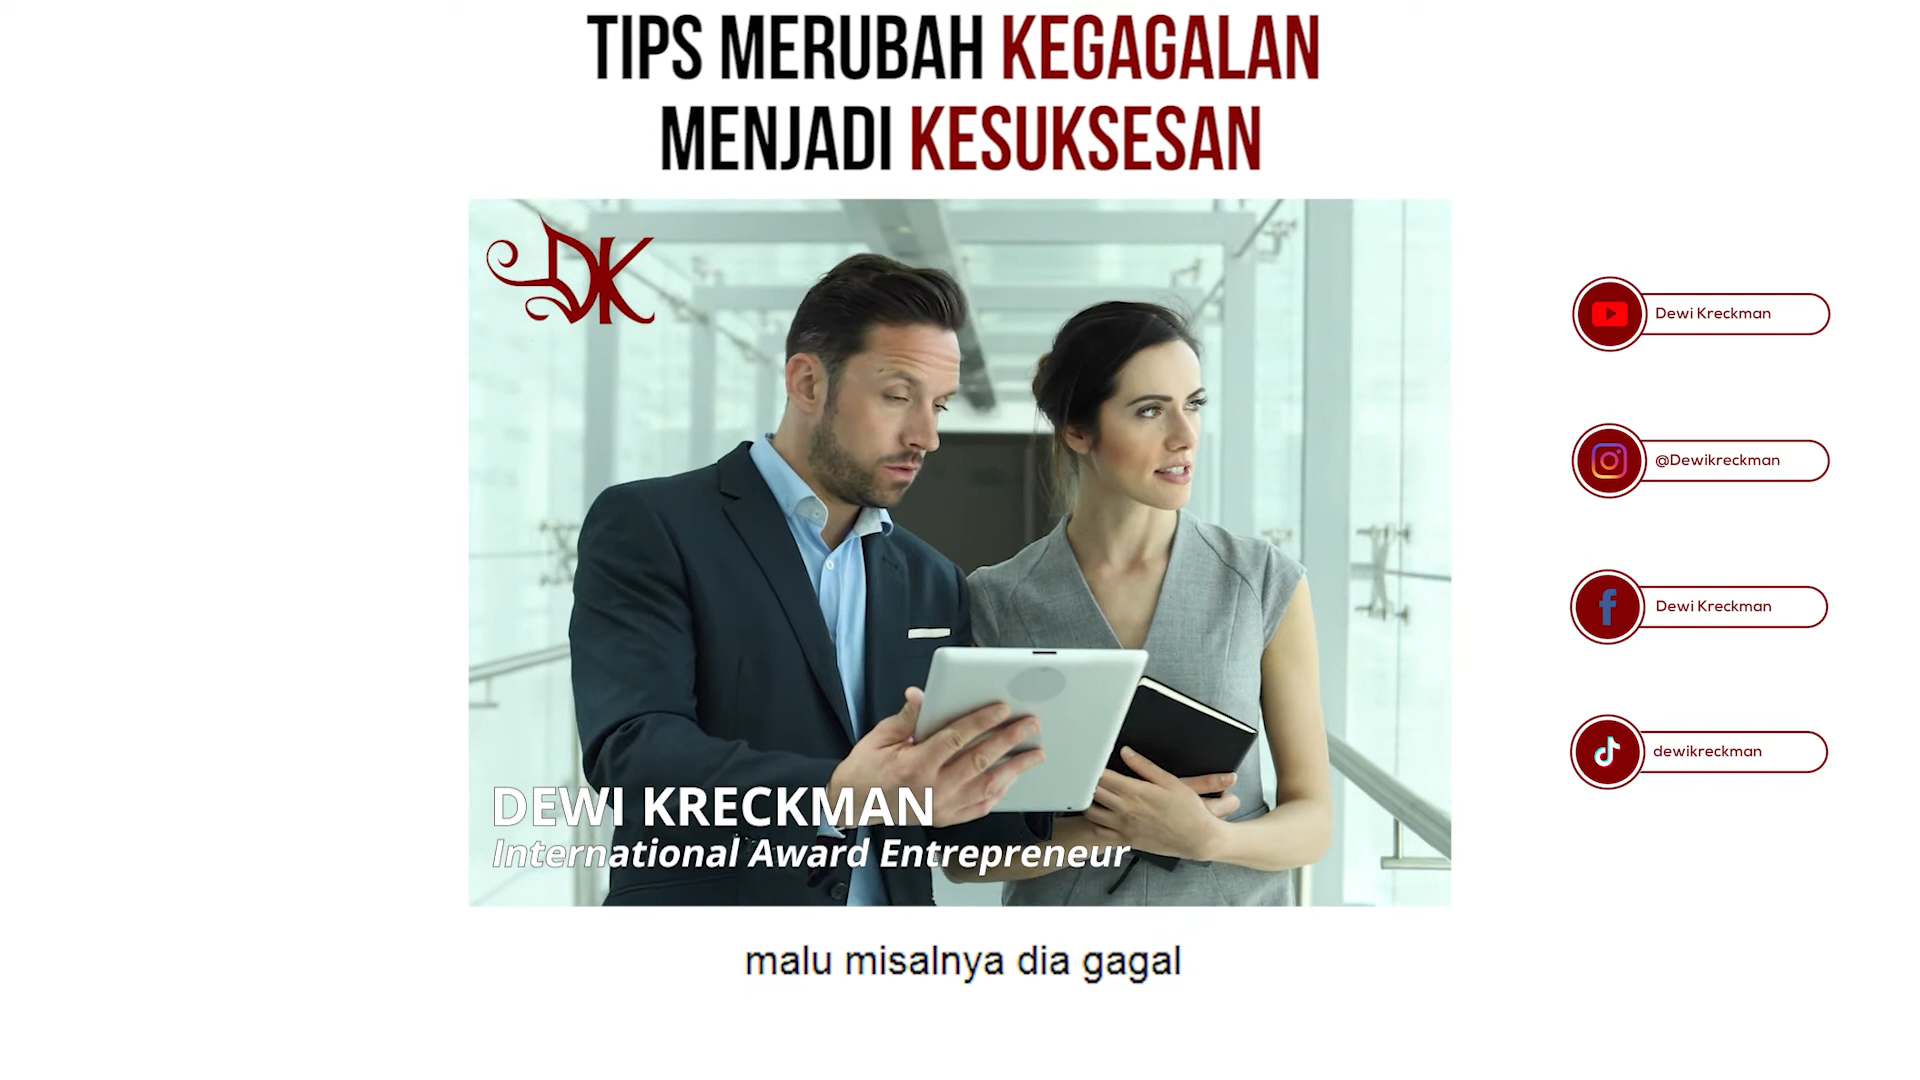 TIPS MERUBAH KEGAGALAN
MENJADI KESUKSESAN
DK
DEWI KRECKMAN
International Award Entrepreneur
malu misalnya dia gagal
Dewi Kreckman
@Dewikreckman
Dewi Kreckman
dewikreckman